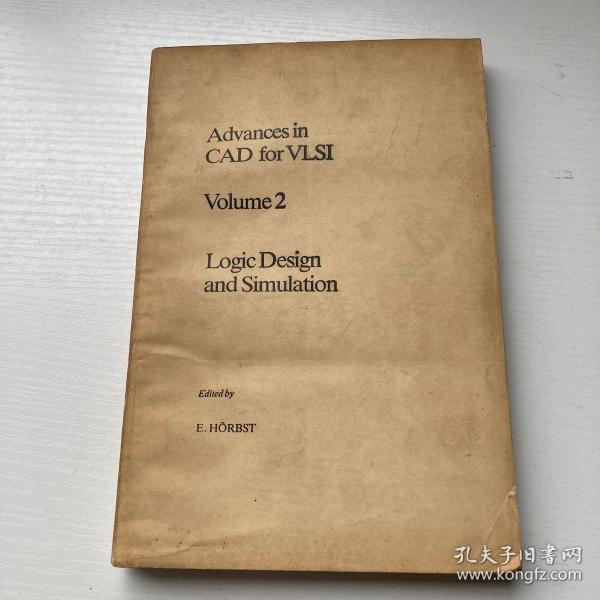 Advances in
CAD for VLSI
Volume 2
Logic Design
and Simulation
Edited by
E. HÖRBST
孔夫子旧书网
www.kongfz.com